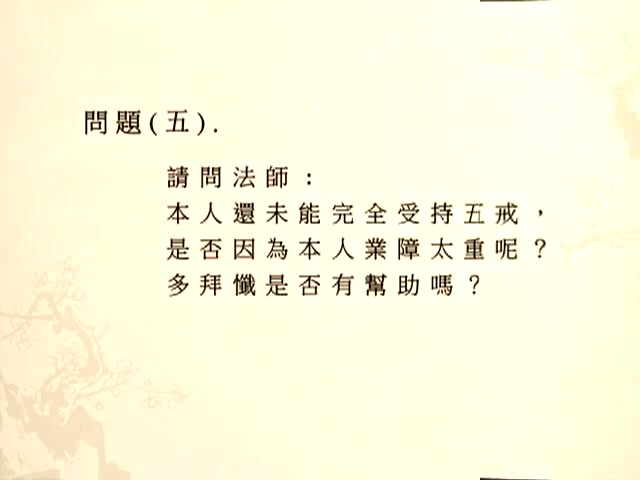 問題(五).
請問法師：
本人還未能完全受持五戒，
是否因為本人業障太重呢？
多拜懺是否有幫助嗎？